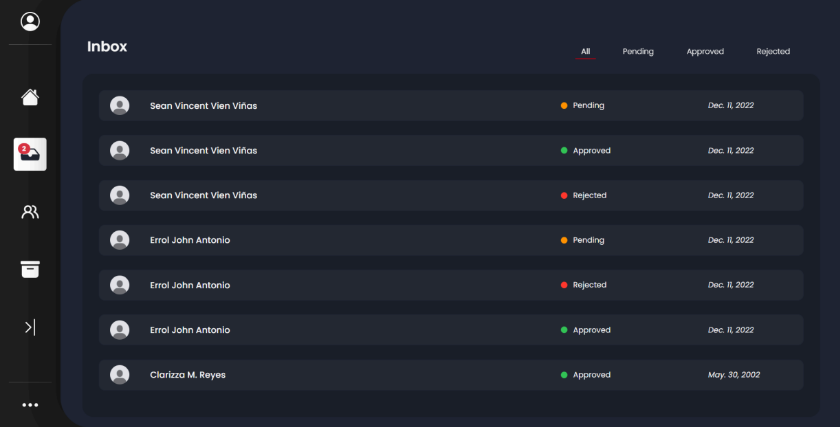 Inbox
All Pending Approved Rejected
2
Sean Vincent Vien Viñas Pending Dec. 11, 2022
Sean Vincent Vien Viñas Approved Dec. 11, 2022
Sean Vincent Vien Viñas Rejected Dec. 11, 2022
Errol John Antonio Pending Dec. 11, 2022
Errol John Antonio Rejected Dec. 11, 2022
Errol John Antonio Approved Dec. 11, 2022
Clarizza M. Reyes Approved May. 30, 2002